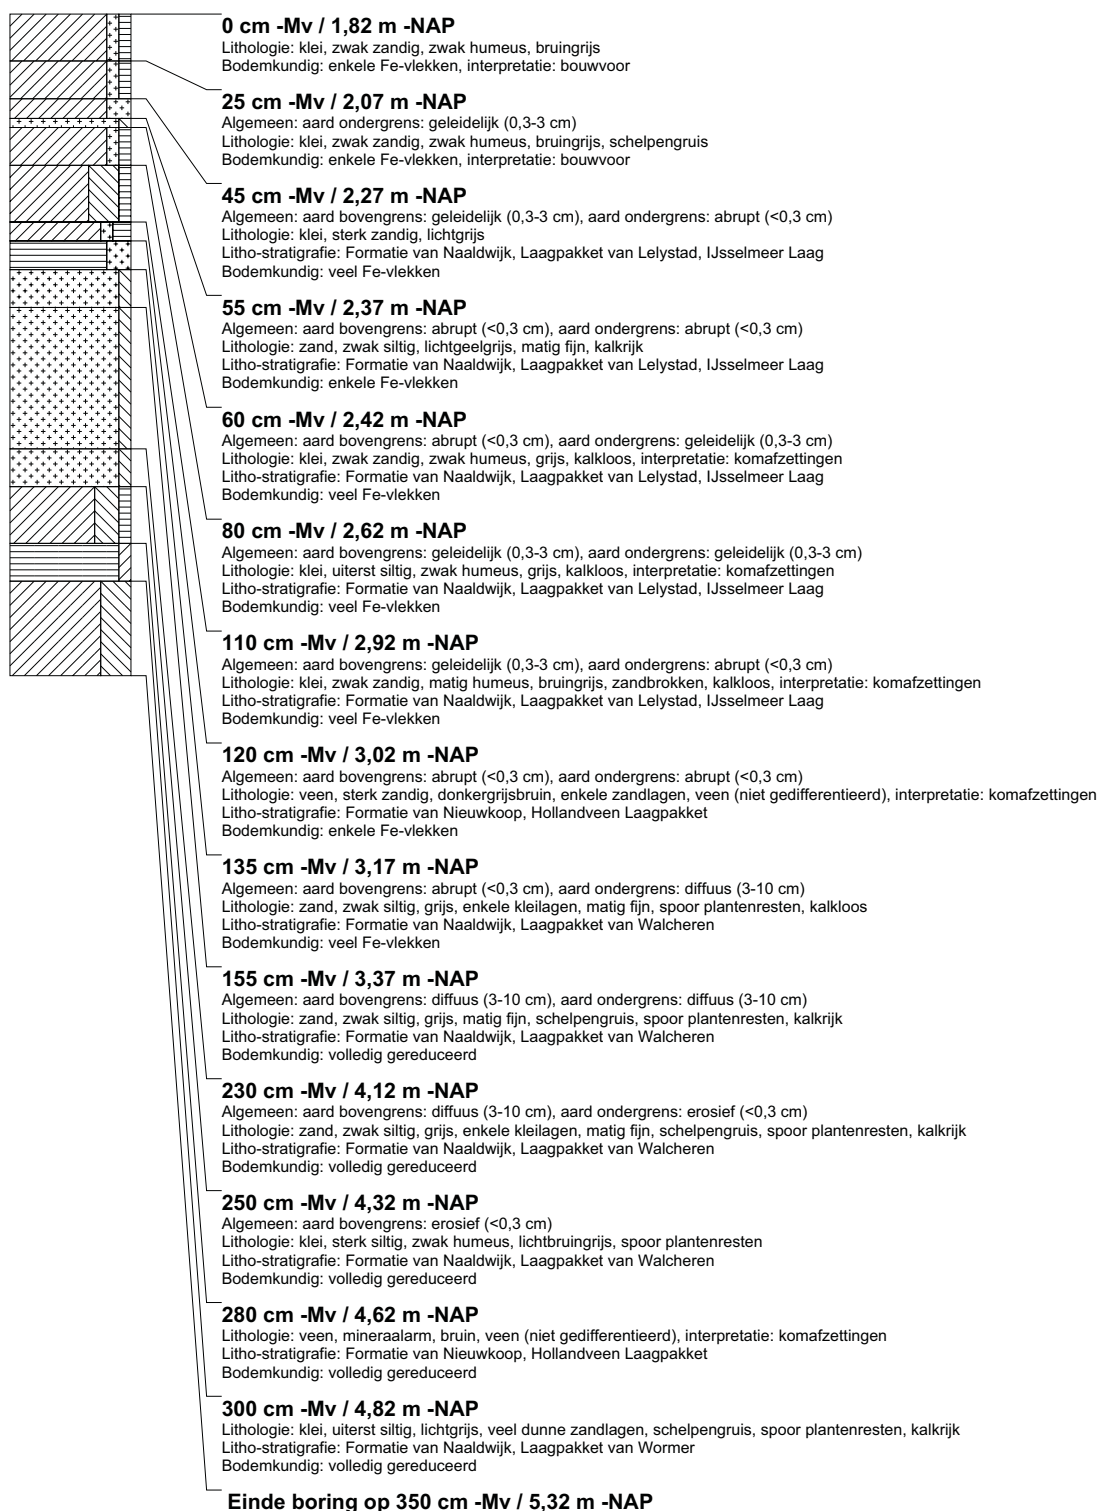 0 cm -Mv / 1,82 m -NAP
Lithologie: klei, zwak zandig, zwak humeus, bruingrijs
Bodemkundig: enkele Fe-vlekken, interpretatie: bouwvoor
25 cm -Mv / 2,07 m -NAP
Algemeen: aard ondergrens: geleidelijk (0,3-3 cm)
Lithologie: klei, zwak zandig, zwak humeus, bruingrijs, schelpengruis
Bodemkundig: enkele Fe-vlekken, interpretatie: bouwvoor
45 cm -Mv / 2,27 m -NAP
Algemeen: aard bovengrens: geleidelijk (0,3-3 cm), aard ondergrens: abrupt (<0,3 cm)
Lithologie: klei, sterk zandig, lichtgrijs
Litho-stratigrafie: Formatie van Naaldwijk, Laagpakket van Lelystad, IJsselmeer Laag
Bodemkundig: veel Fe-vlekken
55 cm -Mv / 2,37 m -NAP
Algemeen: aard bovengrens: abrupt (<0,3 cm), aard ondergrens: abrupt (<0,3 cm)
Lithologie: zand, zwak siltig, lichtgeelgrijs, matig fijn, kalkrijk
Litho-stratigrafie: Formatie van Naaldwijk, Laagpakket van Lelystad, IJsselmeer Laag
Bodemkundig: enkele Fe-vlekken
60 cm -Mv / 2,42 m -NAP
Algemeen: aard bovengrens: abrupt (<0,3 cm), aard ondergrens: geleidelijk (0,3-3 cm)
Lithologie: klei, zwak zandig, zwak humeus, grijs, kalkloos, interpretatie: komafzettingen
Litho-stratigrafie: Formatie van Naaldwijk, Laagpakket van Lelystad, IJsselmeer Laag
Bodemkundig: veel Fe-vlekken
80 cm -Mv / 2,62 m -NAP
Algemeen: aard bovengrens: geleidelijk (0,3-3 cm), aard ondergrens: geleidelijk (0,3-3 cm)
Lithologie: klei, uiterst siltig, zwak humeus, grijs, kalkloos, interpretatie: komafzettingen
Litho-stratigrafie: Formatie van Naaldwijk, Laagpakket van Lelystad, IJsselmeer Laag
Bodemkundig: veel Fe-vlekken
110 cm -Mv / 2,92 m -NAP
Algemeen: aard bovengrens: geleidelijk (0,3-3 cm), aard ondergrens: abrupt (<0,3 cm)
Lithologie: klei, zwak zandig, matig humeus, bruingrijs, zandbrokken, kalkloos, interpretatie: komafzettingen
Litho-stratigrafie: Formatie van Naaldwijk, Laagpakket van Lelystad, IJsselmeer Laag
Bodemkundig: veel Fe-vlekken
120 cm -Mv / 3,02 m -NAP
Algemeen: aard bovengrens: abrupt (<0,3 cm), aard ondergrens: abrupt (<0,3 cm)
Lithologie: veen, sterk zandig, donkergrijsbruin, enkele zandlagen, veen (niet gedifferentieerd), interpretatie: komafzettingen
Litho-stratigrafie: Formatie van Nieuwkoop, Hollandveen Laagpakket
Bodemkundig: enkele Fe-vlekken
135 cm -Mv / 3,17 m -NAP
Algemeen: aard bovengrens: abrupt (<0,3 cm), aard ondergrens: diffuus (3-10 cm)
Lithologie: zand, zwak siltig, grijs, enkele kleilagen, matig fijn, spoor plantenresten, kalkloos
Litho-stratigrafie: Formatie van Naaldwijk, Laagpakket van Walcheren
Bodemkundig: veel Fe-vlekken
155 cm -Mv / 3,37 m -NAP
Algemeen: aard bovengrens: diffuus (3-10 cm), aard ondergrens: diffuus (3-10 cm)
Lithologie: zand, zwak siltig, grijs, matig fijn, schelpengruis, spoor plantenresten, kalkrijk
Litho-stratigrafie: Formatie van Naaldwijk, Laagpakket van Walcheren
Bodemkundig: volledig gereduceerd
230 cm -Mv / 4,12 m -NAP
Algemeen: aard bovengrens: diffuus (3-10 cm), aard ondergrens: erosief (<0,3 cm)
Lithologie: zand, zwak siltig, grijs, enkele kleilagen, matig fijn, schelpengruis, spoor plantenresten, kalkrijk
Litho-stratigrafie: Formatie van Naaldwijk, Laagpakket van Walcheren
Bodemkundig: volledig gereduceerd
250 cm -Mv / 4,32 m -NAP
Algemeen: aard bovengrens: erosief (<0,3 cm)
Lithologie: klei, sterk siltig, zwak humeus, lichtbruingrijs, spoor plantenresten
Litho-stratigrafie: Formatie van Naaldwijk, Laagpakket van Walcheren
Bodemkundig: volledig gereduceerd
280 cm -Mv / 4,62 m -NAP
Lithologie: veen, mineraalarm, bruin, veen (niet gedifferentieerd), interpretatie: komafzettingen
Litho-stratigrafie: Formatie van Nieuwkoop, Hollandveen Laagpakket
Bodemkundig: volledig gereduceerd
300 cm -Mv / 4,82 m -NAP
Lithologie: klei, uiterst siltig, lichtgrijs, veel dunne zandlagen, schelpengruis, spoor plantenresten, kalkrijk
Litho-stratigrafie: Formatie van Naaldwijk, Laagpakket van Wormer
Bodemkundig: volledig gereduceerd
Einde boring op 350 cm -Mv / 5,32 m -NAP